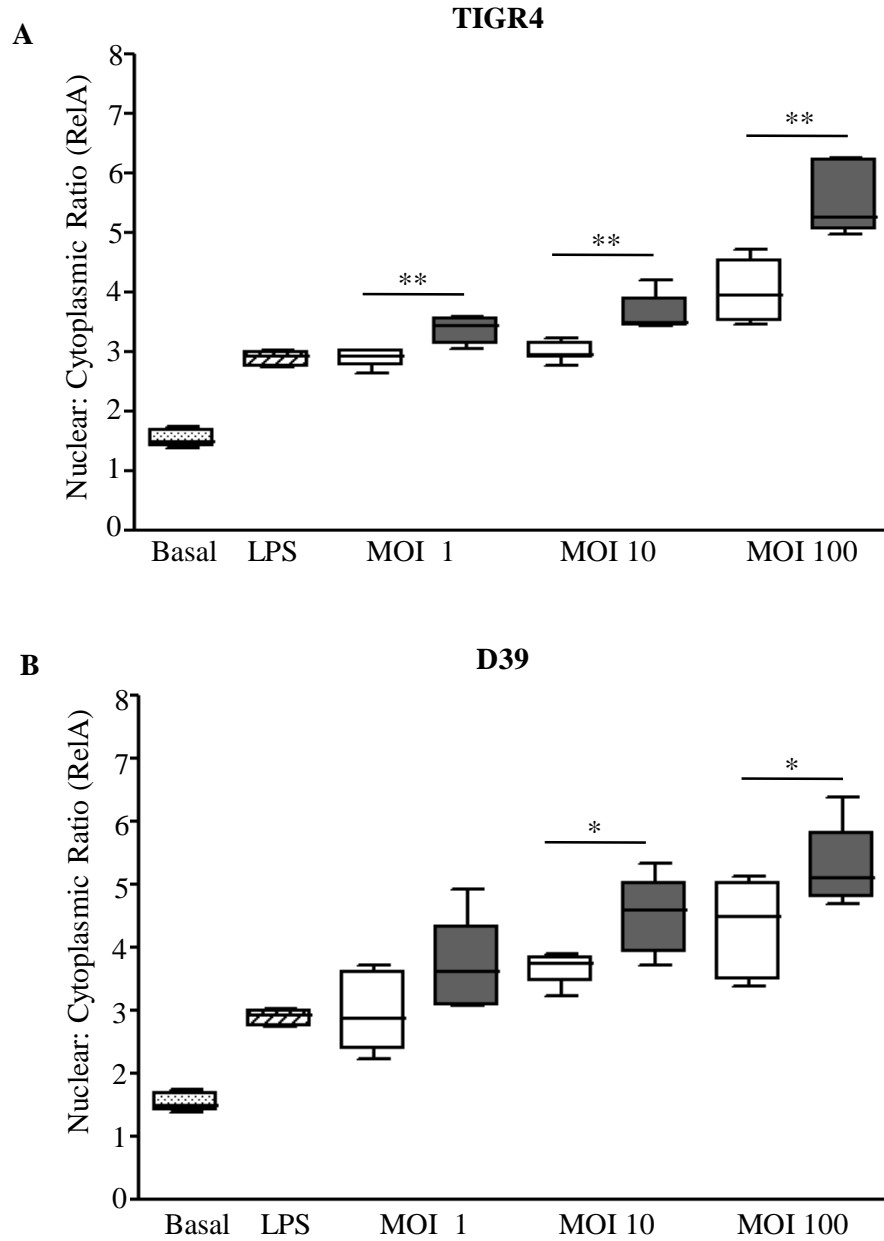 TIGR4
A
Nuclear: Cytoplasmic Ratio (RelA)
8
7
6
5
4
3
2
1
0
**
**
**
Basal LPS MOI 1 MOI 10 MOI 100
B
D39
Nuclear: Cytoplasmic Ratio (RelA)
8
7
6
5
4
3
2
1
0
*
*
Basal LPS MOI 1 MOI 10 MOI 100